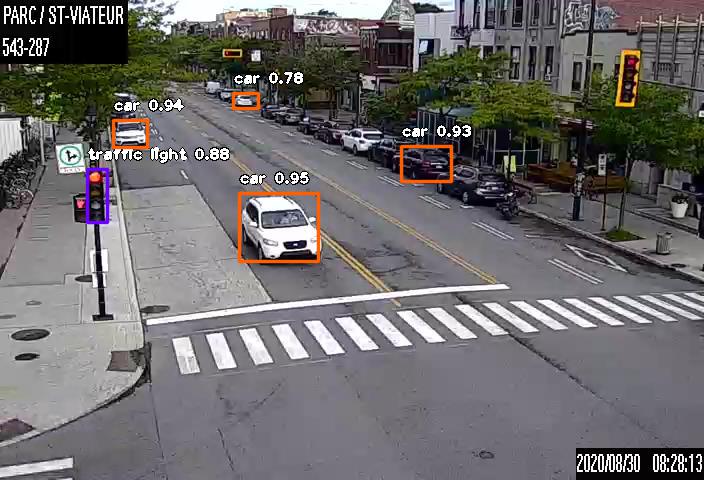 PARC / ST-VIATEUR
543-287
car 0.78
car 0.94
car 0.93
traffic light 0.88
car 0.95
2020/08/30 08:28:13